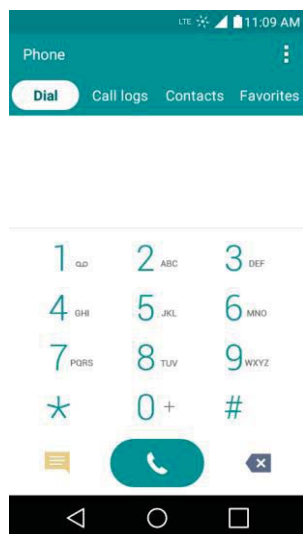 LTE 11:09 AM
Phone
Dial Call logs Contacts Favorites
1 2 ABC 3 DEF
4 GHI 5 JKL 6 MNO
7 PQRS 8 TUV 9 WXYZ
* 0 + #